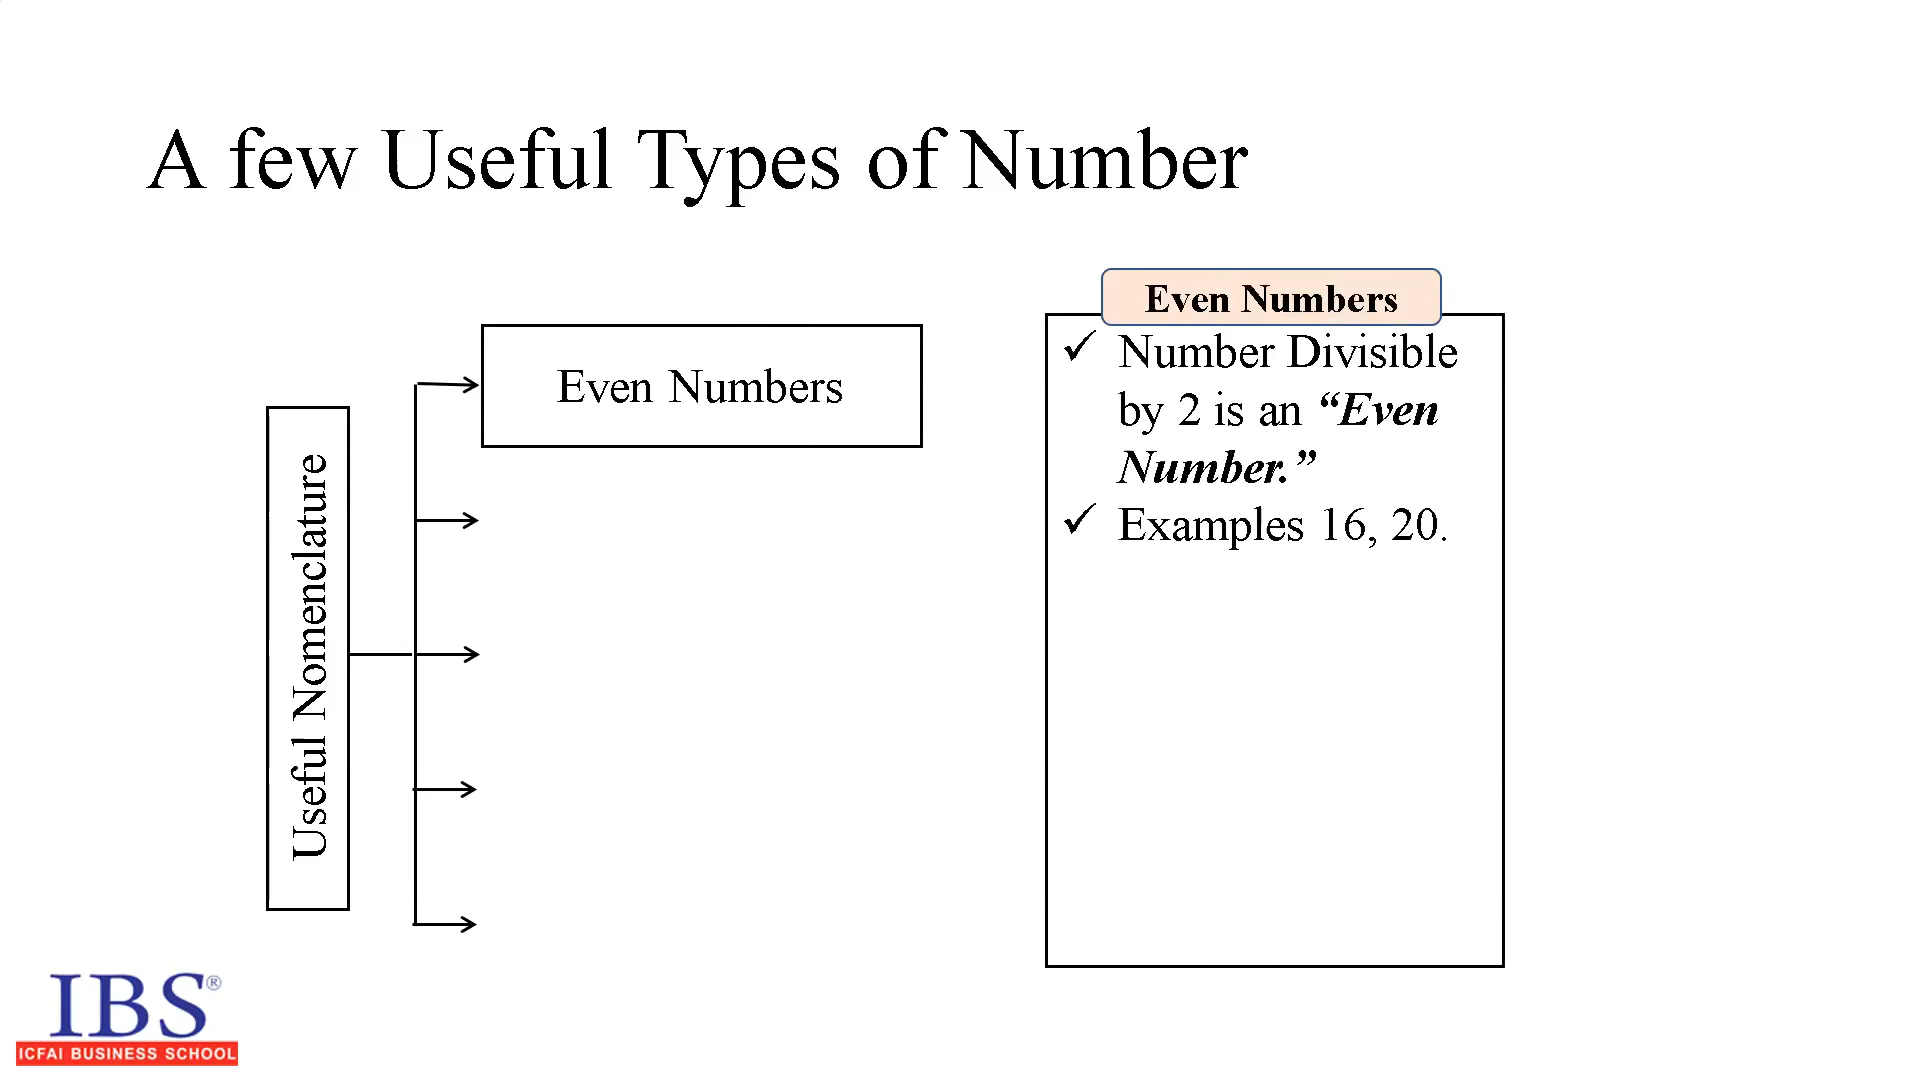 A few Useful Types of Number
Useful Nomenclature
Even Numbers
Even Numbers
✓ Number Divisible
by 2 is an “Even
Number.”
✓ Examples 16, 20.
IBS®
ICFAI BUSINESS SCHOOL